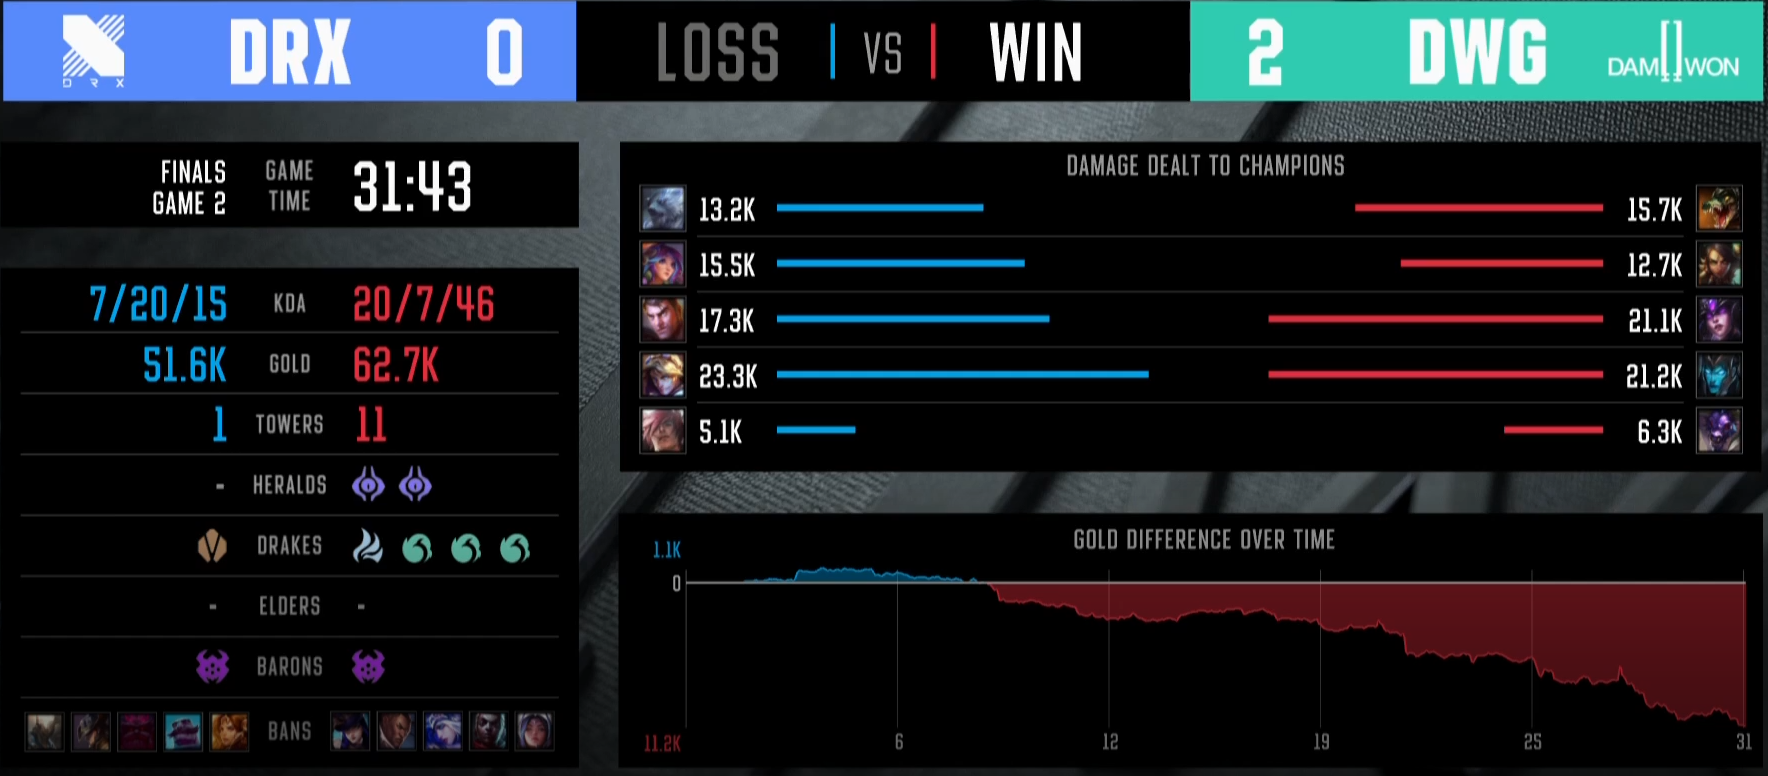 DRX
DRX
0
LOSS
VS
WIN
2
DWG
DAMWON
FINALS
GAME 2
GAME
TIME
31:43
7/20/15 KDA 20/7/46
51.6K GOLD 62.7K
1 TOWERS 11
- HERALDS
DRAKES
- ELDERS -
BARONS
BANS
DAMAGE DEALT TO CHAMPIONS
13.2K 15.7K
15.5K 12.7K
17.3K 21.1K
23.3K 21.2K
5.1K 6.3K
GOLD DIFFERENCE OVER TIME
1.1K
0
11.2K
6 12 19 25 31